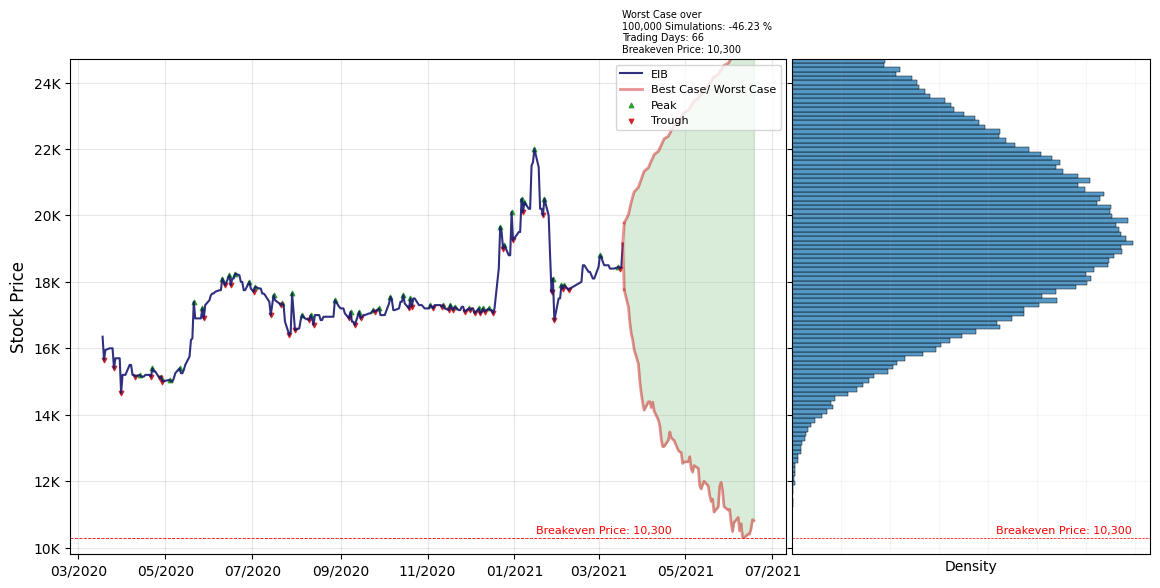 Worst Case over
100,000 Simulations: -46.23 %
Trading Days: 66
Breakeven Price: 10,300
EIB
Best Case/ Worst Case
Peak
Trough
24K
22K
20K
18K
16K
14K
12K
10K
Stock Price
Breakeven Price: 10,300
Breakeven Price: 10,300
03/2020
05/2020
07/2020
09/2020
11/2020
01/2021
03/2021
05/2021
07/2021
Density